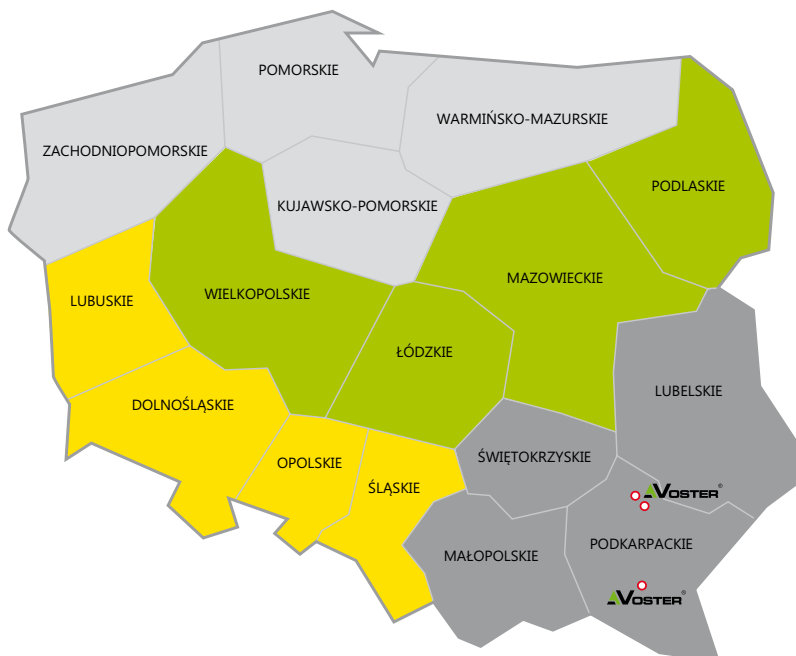 POMORSKIE
WARMIŃSKO-MAZURSKIE
ZACHODNIOPOMORSKIE
PODLASKIE
KUJAWSKO-POMORSKIE
MAZOWIECKIE
WIELKOPOLSKIE
LUBUSKIE
ŁÓDZKIE
LUBELSKIE
DOLNOŚLĄSKIE
ŚWIĘTOKRZYSKIE
OPOLSKIE
ŚLĄSKIE
VOSTER®
PODKARPACKIE
MAŁOPOLSKIE
VOSTER®